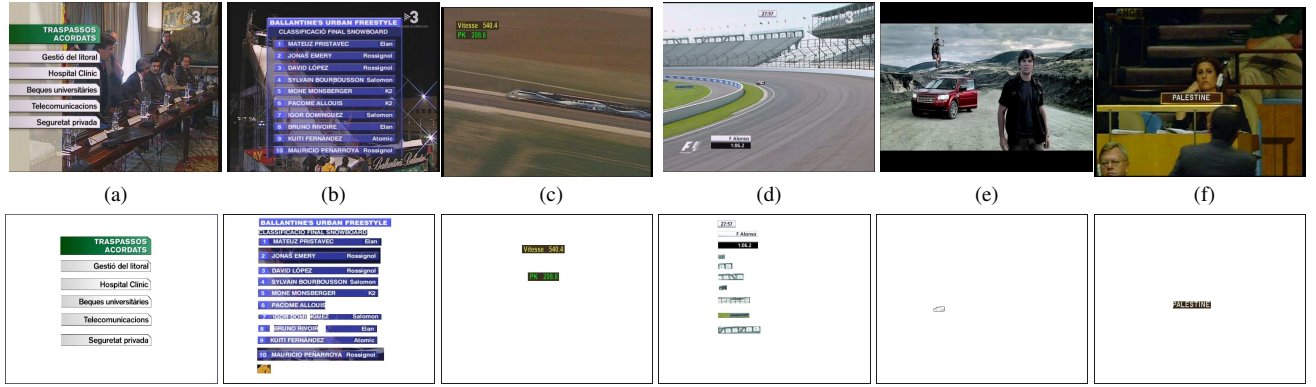 TRASPASSOS
ACORDATS
Gestió del litoral
Hospital Clínic
Beques universitàries
Telecomunicacions
Seguretat privada
3
BALLANTINE'S URBAN FREESTYLE
CLASSIFICACIÓ FINAL SNOWBOARD
1 MATEUZ PRISTAVEC Elan
2 JONAS EMERY Rossignol
3 DAVID LÓPEZ Rossignol
4 SYLVAIN BOURBOUSSON Salomon
5 MONE MONSBERGER K2
6 PACOME ALLOUIS K2
7 IGOR DOMÍNGUEZ Salomon
8 BRUNO RIVOIRE Elan
9 KUITI FERNÁNDEZ Atomic
10 MAURICIO PEÑARROYA Rossignol
3
Vitesse 540.4
PK 208.6
27:57
3
F Alonso
1:06.2
F1
PALESTINE
(a) (b) (c) (d) (e) (f)
TRASPASSOS
ACORDATS
Gestió del litoral
Hospital Clínic
Beques universitàries
Telecomunicacions
Seguretat privada
BALLANTINE'S URBAN FREESTYLE
CLASSIFICACIÓ FINAL SNOWBOARD
1 MATEUZ PRISTAVEC Elan
2 JONAS EMERY Rossignol
3 DAVID LÓPEZ Rossignol
4 SYLVAIN BOURBOUSSON Salomon
5 MONE MONSBERGER K2
6 PACOME ALLOUIS
7 Salomon
8 BRUNO RIVOIR Elan
9 KUITI FERNÁNDEZ Atomic
10 MAURICIO PEÑARROYA Rossignol
Vitesse 540.4
PK 208.6
27:57
F Alonso
1:06.2
PALESTINE